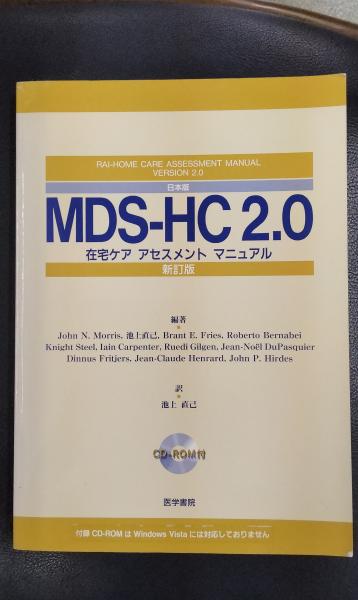 RAI-HOME CARE ASSESSMENT MANUAL
VERSION 2.0
日本版
MDS-HC 2.0
在宅ケア アセスメント マニュアル
新訂版
編著
John N. Morris, 池上直己, Brant E. Fries, Roberto Bernabei
Knight Steel, Iain Carpenter, Ruedi Gilgen, Jean-Noël DuPasquier
Dinnus Fritjers, Jean-Claude Henrard, John P. Hirdes
訳
池上 直己
CD-ROM付
医学書院
付録 CD-ROM は Windows Vista には対応しておりません